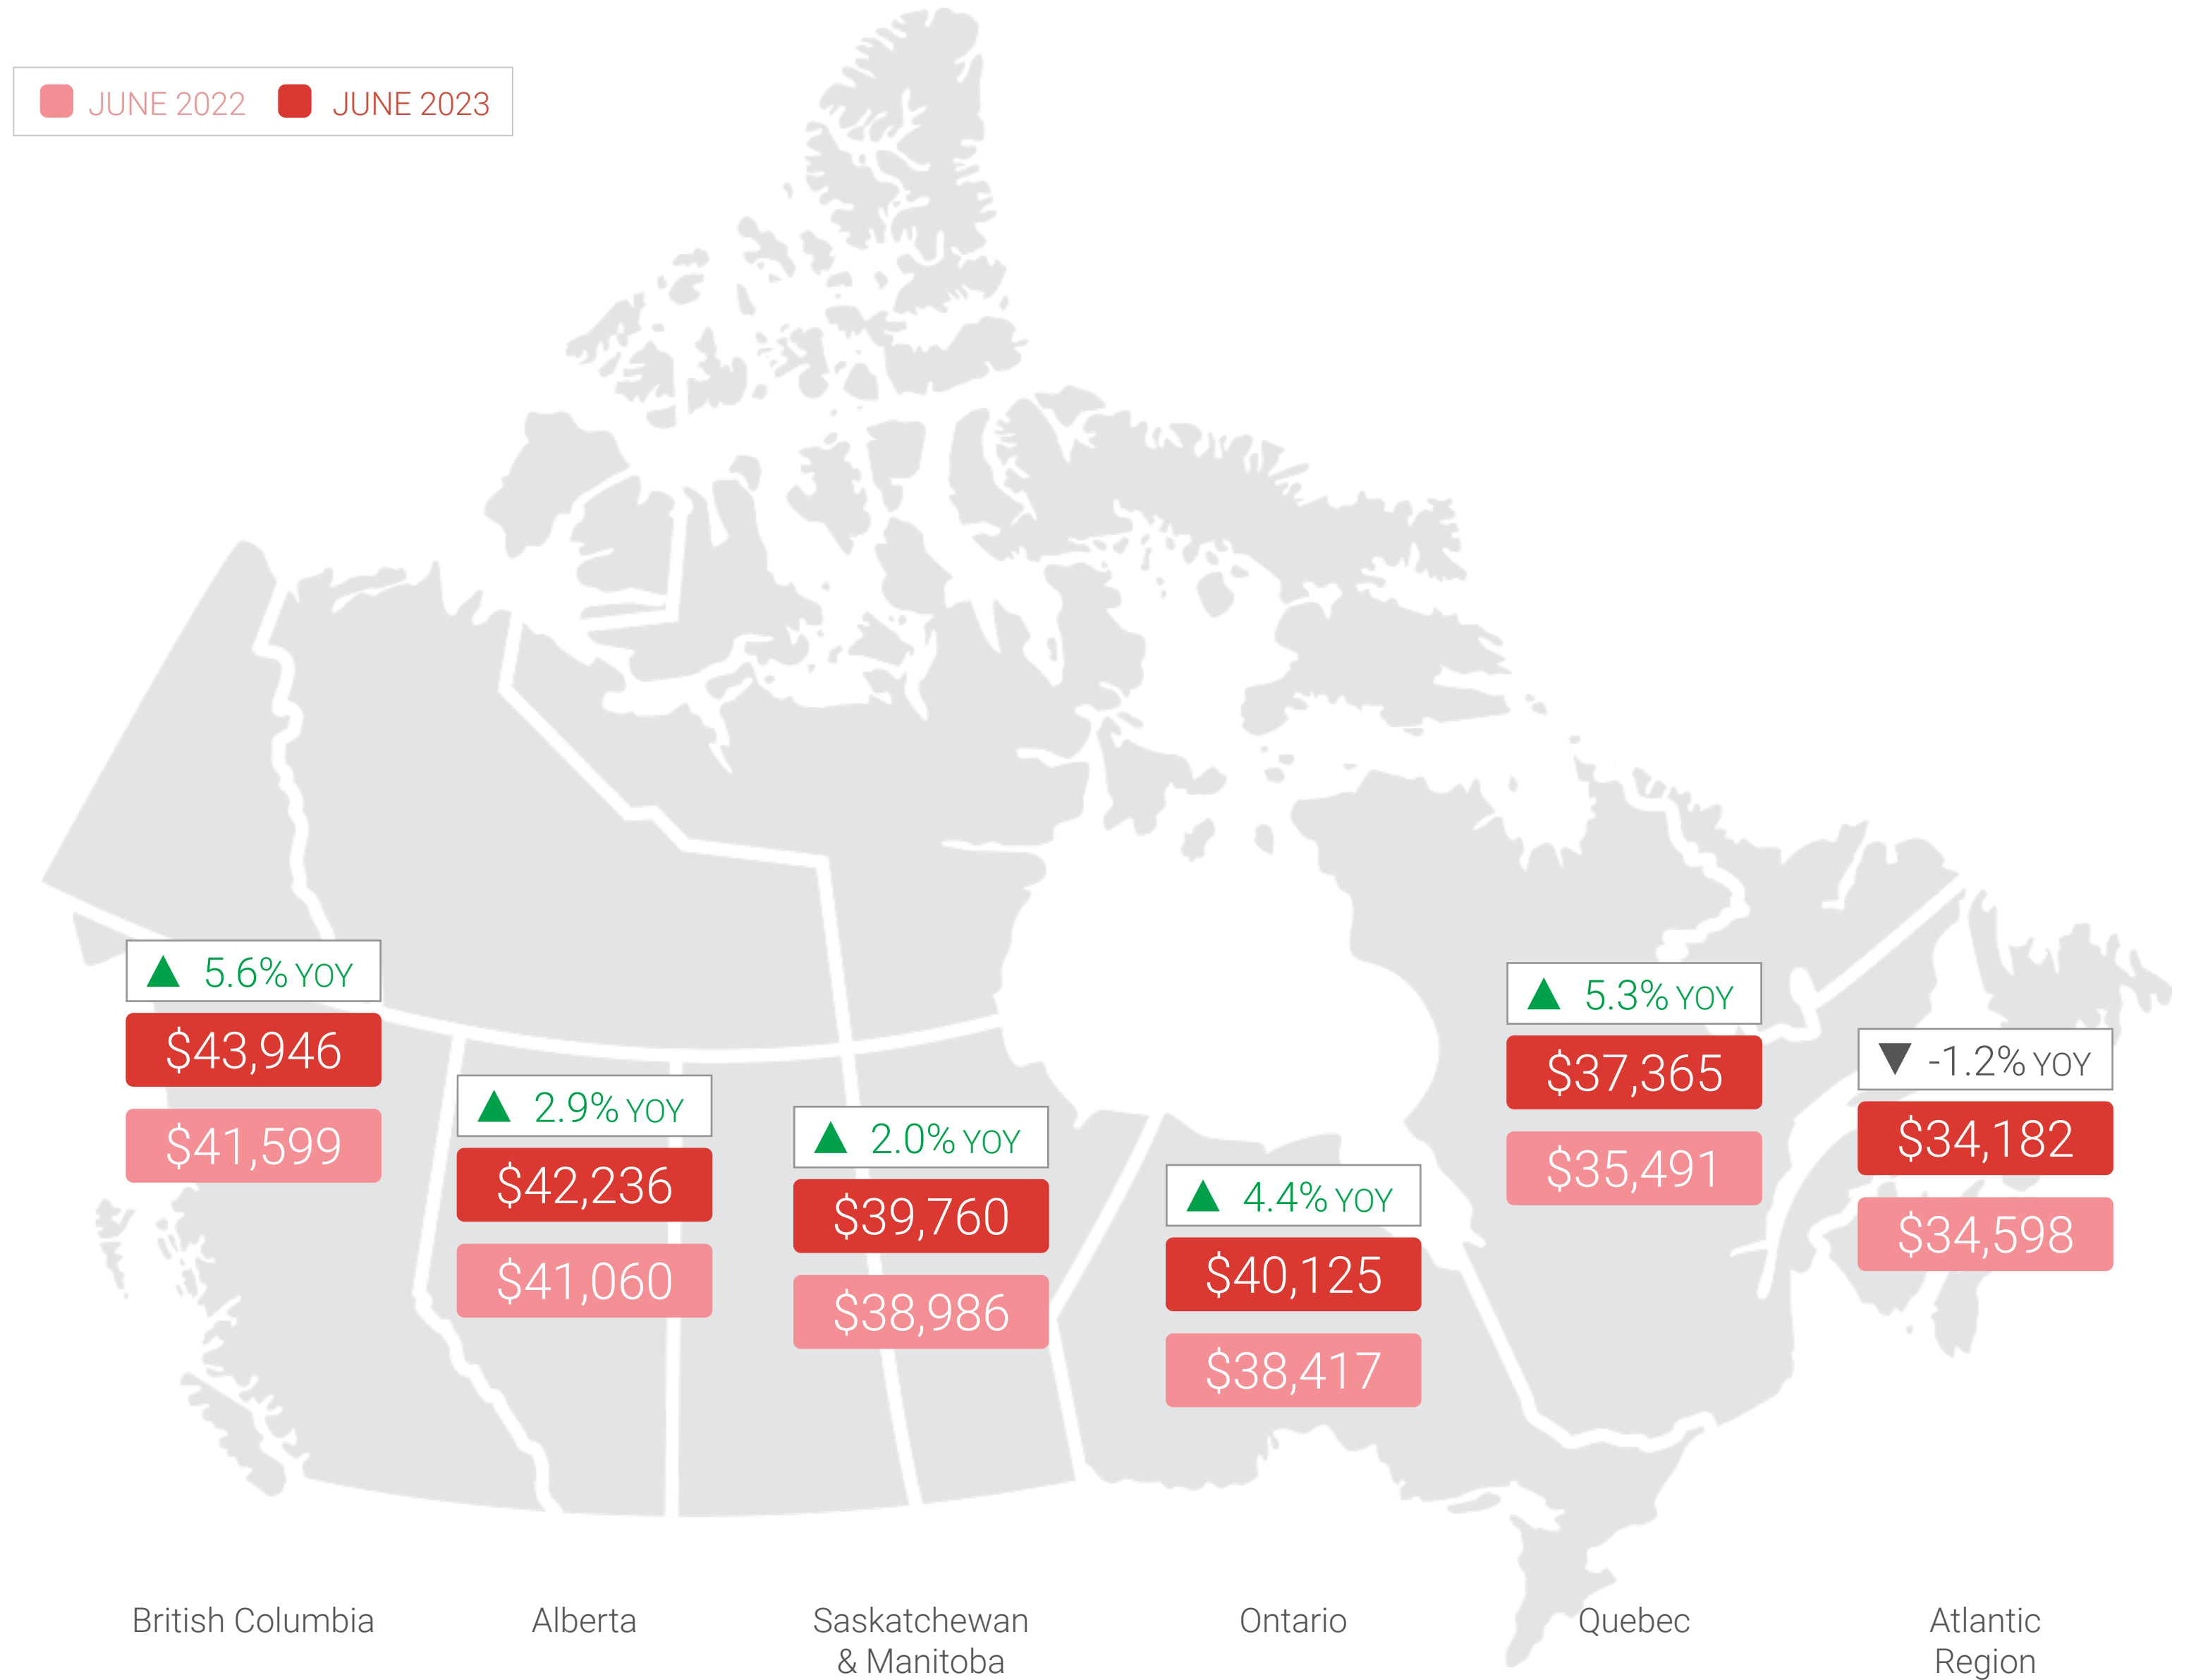 JUNE 2022 JUNE 2023
5.6% YOY
$43,946
$41,599
2.9% YOY
$42,236
$41,060
2.0% YOY
$39,760
$38,986
4.4% YOY
$40,125
$38,417
5.3% YOY
$37,365
$35,491
-1.2% YOY
$34,182
$34,598
British Columbia
Alberta
Saskatchewan
& Manitoba
Ontario
Quebec
Atlantic
Region